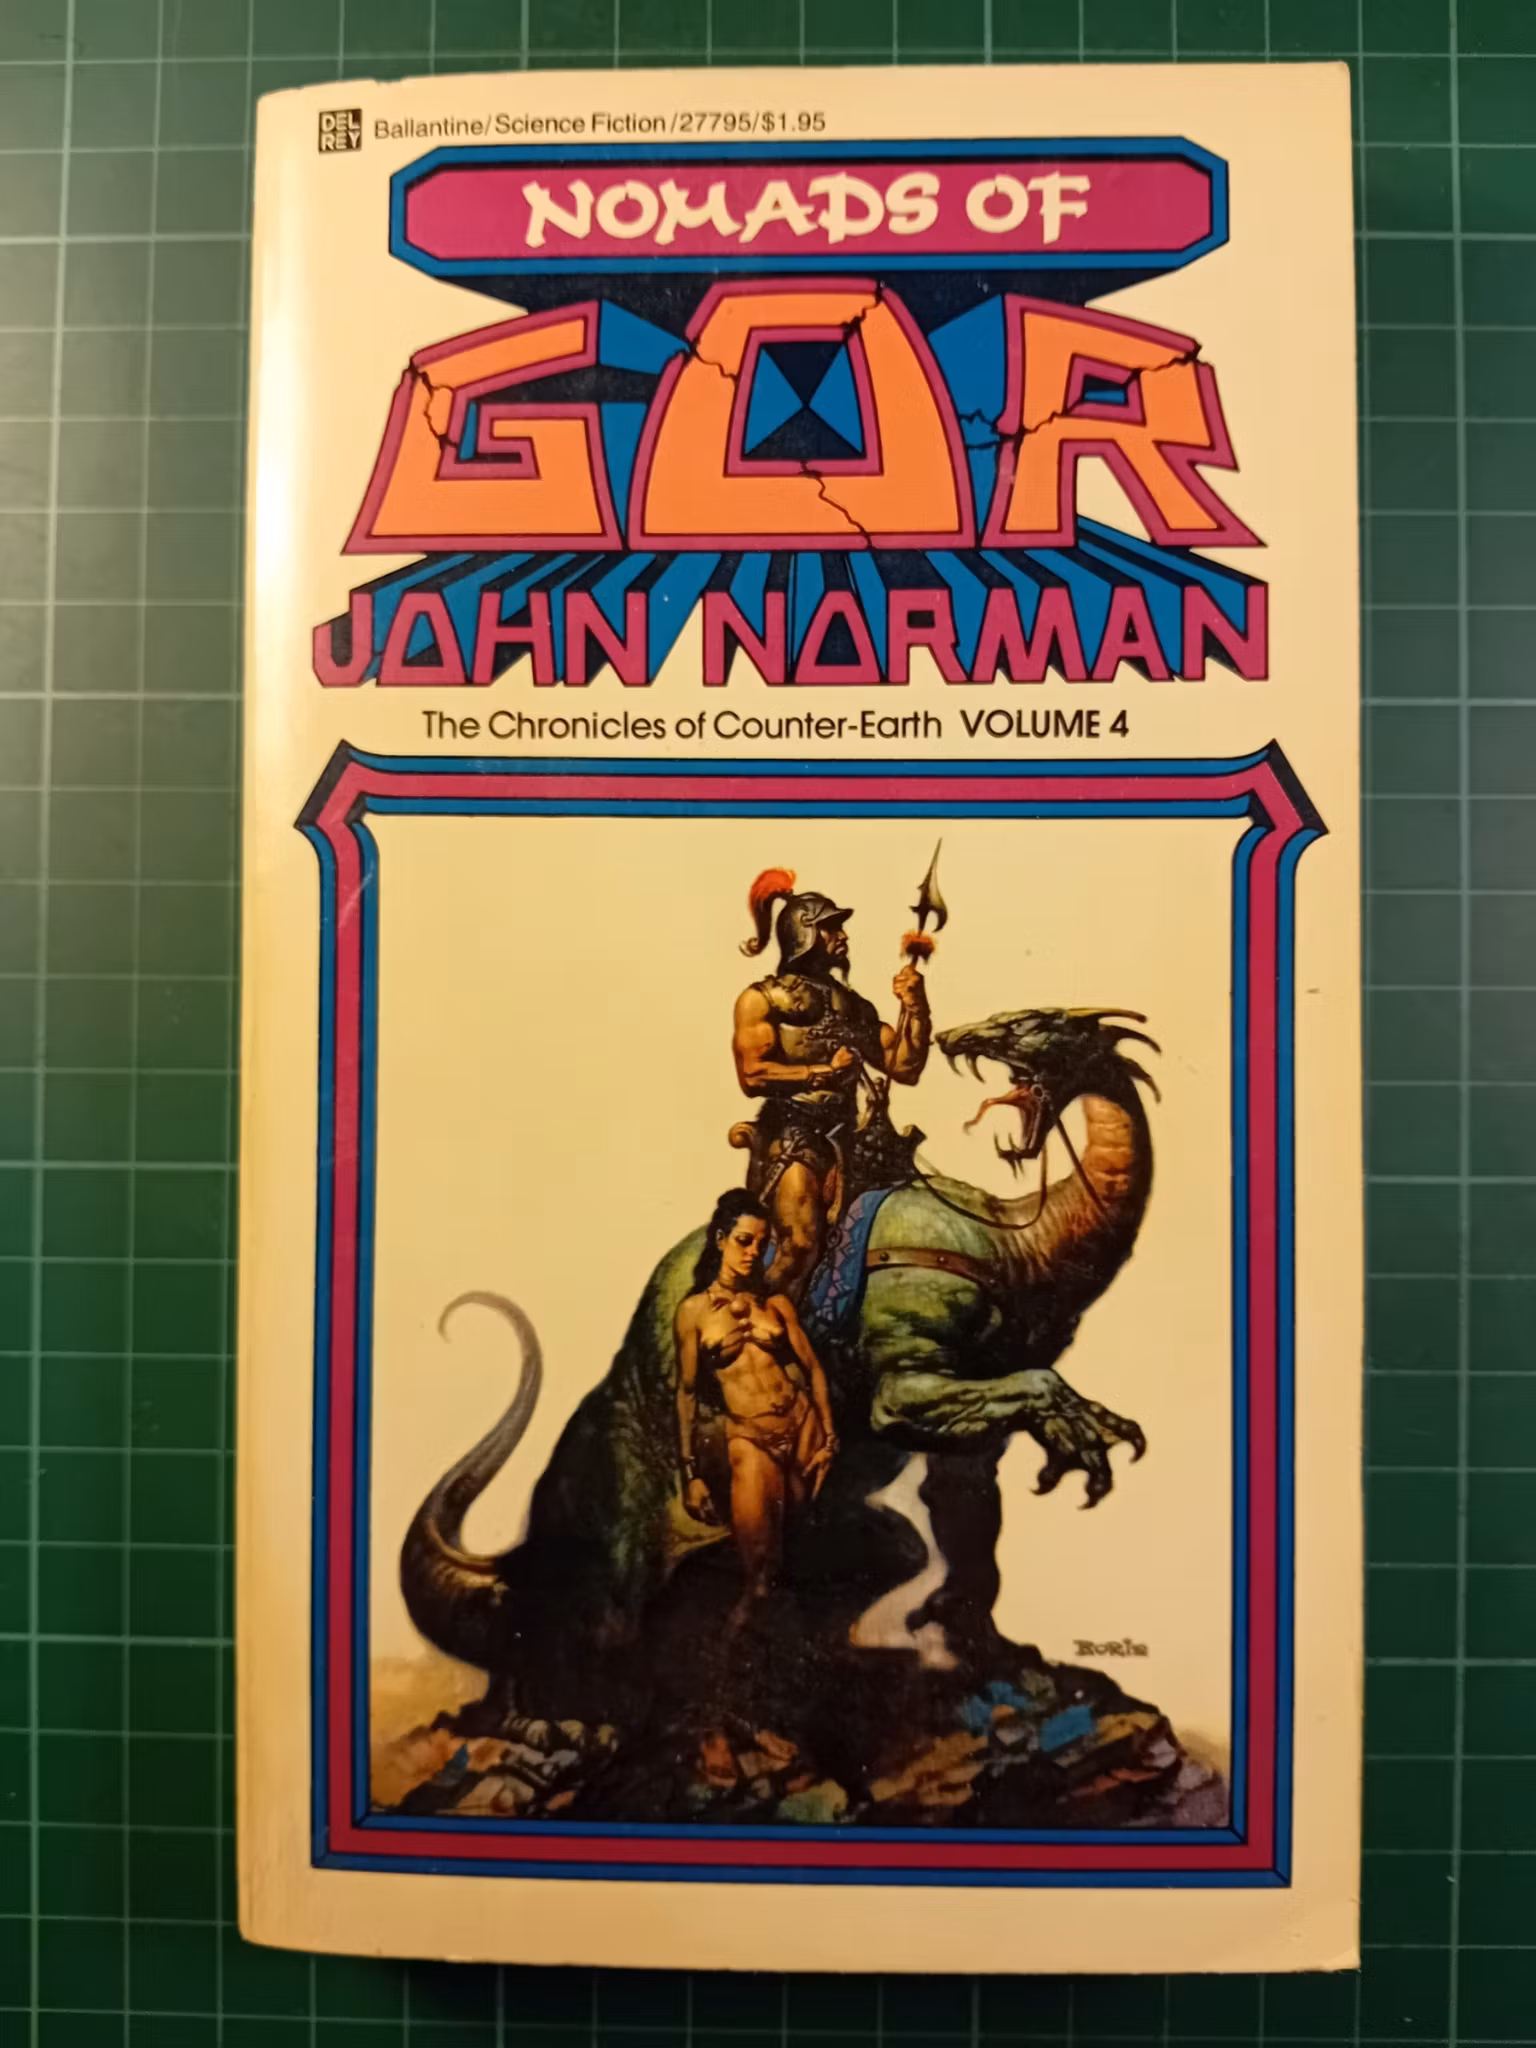 DEL
REY
Ballantine/Science Fiction/27795/$1.95
NOMADS OF
GOR
JOHN NORMAN
The Chronicles of Counter-Earth VOLUME 4
BORIS